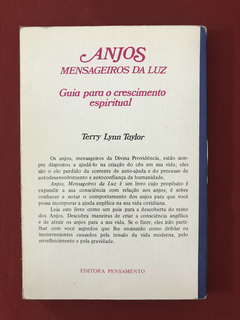 ANJOS
MENSAGEIROS DA LUZ
Guia para o crescimento
espiritual
Terry Lynn Taylor
Os anjos, mensageiros da Divina Providência, estão sem-
pre dispostos a ajudá-lo na criação do céu em sua vida; eles
são o elo perdido da corrente de auto-ajuda e do processo de
autodesenvolvimento e autoconfiança da humanidade.
Anjos, Mensageiros da Luz é um livro cujo propósito é
expandir a sua consciência com relação aos anjos; é sobre
conhecer e notar o comportamento dos anjos para que você
possa incorporar a ajuda angélica na sua vida cotidiana.
Leia este livro como um guia para a descoberta do reino
dos Anjos. Descubra maneiras de criar a consciência angélica
e de atrair os anjos para a sua vida. Se o fizer, eles irão parti-
lhar com você segredos que lhe ensinarão como driblar os
inconvenientes causados pela tensão da vida moderna, pelo
envelhecimento e pela gravidade.
EDITORA PENSAMENTO